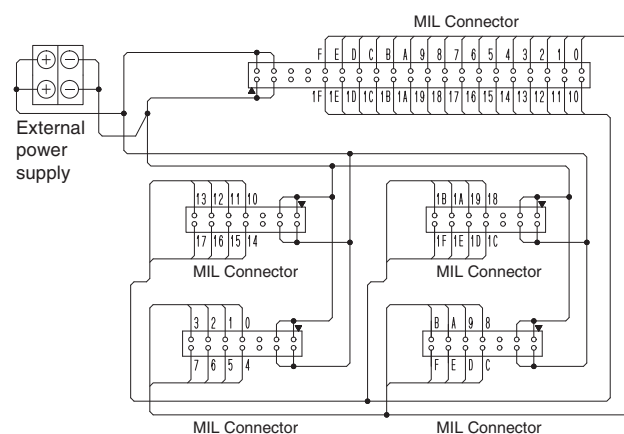 MIL Connector
F E D C B A 9 8 7 6 5 4 3 2 1 0
+ −
+ −
1F 1E 1D 1C 1B 1A 19 18 17 16 15 14 13 12 11 10
External
power
supply
13 12 11 10
17 16 15 14
MIL Connector
1B 1A 19 18
1F 1E 1D 1C
MIL Connector
3 2 1 0
7 6 5 4
MIL Connector
B A 9 8
F E D C
MIL Connector